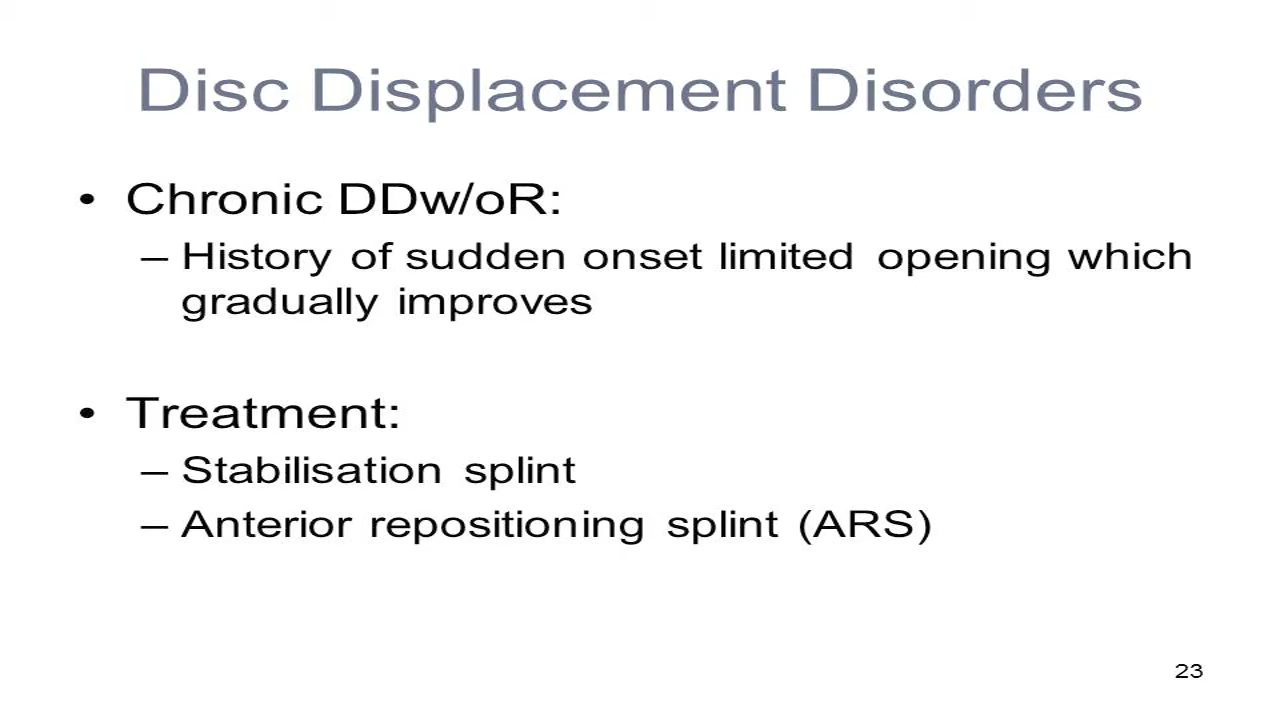 Disc Displacement Disorders
• Chronic DDw/oR:
– History of sudden onset limited opening which
gradually improves
• Treatment:
– Stabilisation splint
– Anterior repositioning splint (ARS)
23